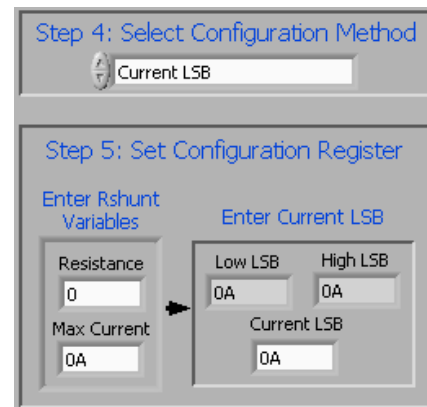 Step 4: Select Configuration Method
Current LSB
Step 5: Set Configuration Register
Enter Rshunt
Variables
Resistance
0
Max Current
0A
Enter Current LSB
Low LSB
High LSB
0A
0A
Current LSB
0A